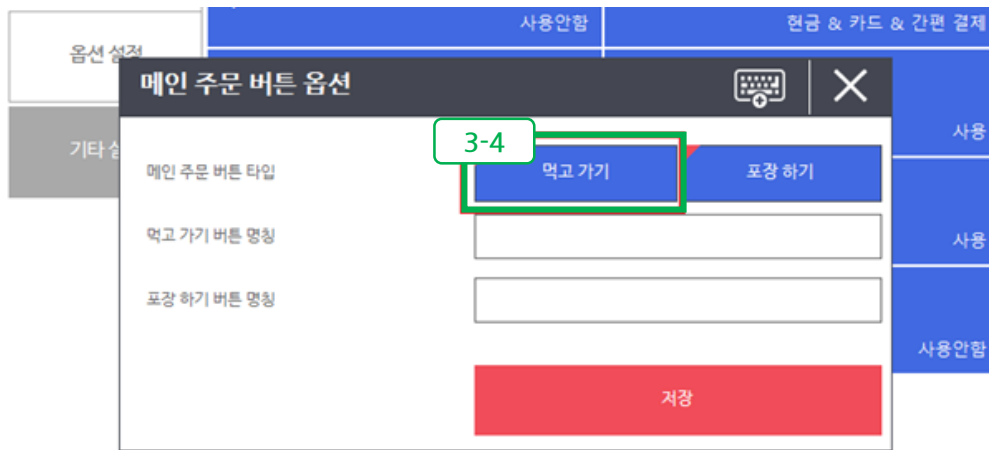 사용안함
현금 & 카드 & 간편 결제
옵션 설정
메인 주문 버튼 옵션
사용
기타
3-4
메인 주문 버튼 타입
먹고 가기
포장 하기
먹고 가기 버튼 명칭
사용
포장 하기 버튼 명칭
사용안함
저장